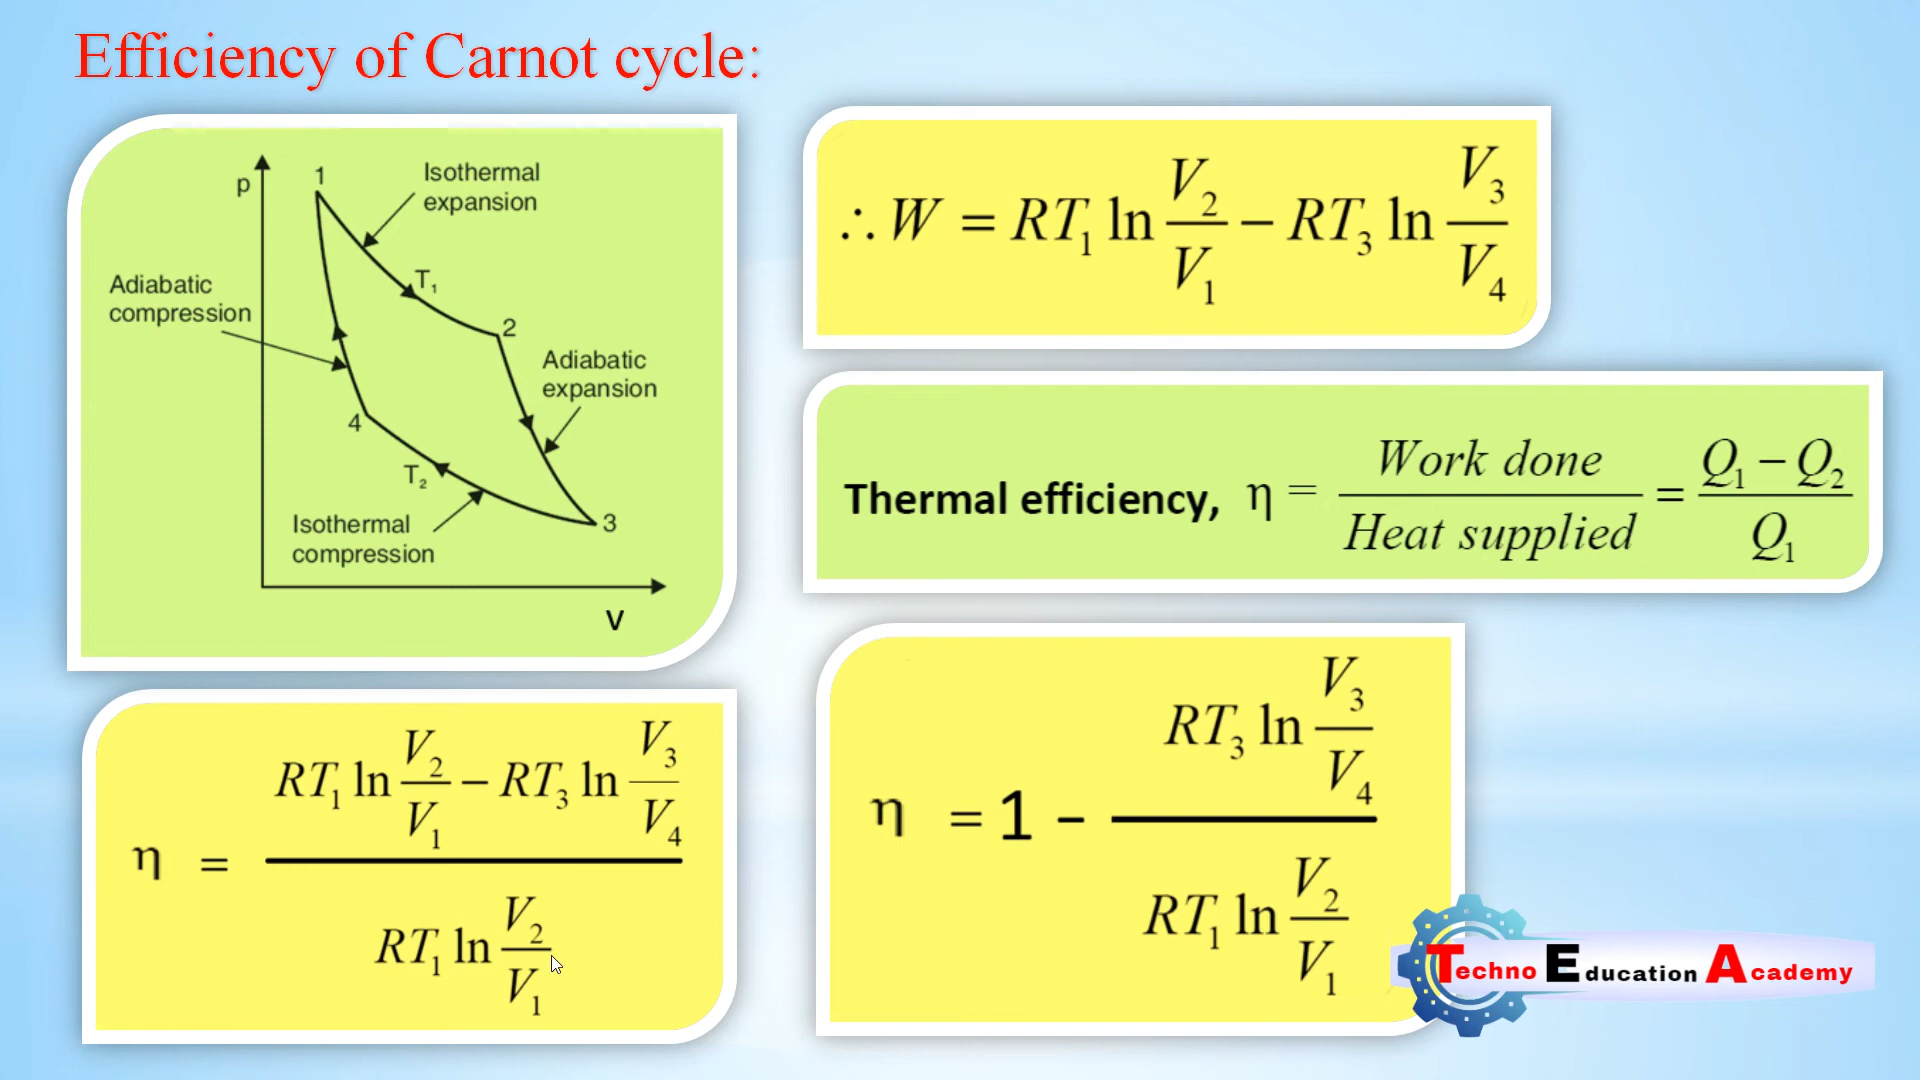 Efficiency of Carnot cycle:
p
1
Isothermal
expansion
T₁
Adiabatic
compression
2
Adiabatic
expansion
4
T₂
Isothermal
compression
3
V
∴ W = RT₁ ln V₂/V₁ − RT₃ ln V₃/V₄
Thermal efficiency, η = Work done / Heat supplied = Q₁ − Q₂ / Q₁
η = RT₁ ln V₂/V₁ − RT₃ ln V₃/V₄ / RT₁ ln V₂/V₁
η = 1 − RT₃ ln V₃/V₄ / RT₁ ln V₂/V₁
Techno Education Academy